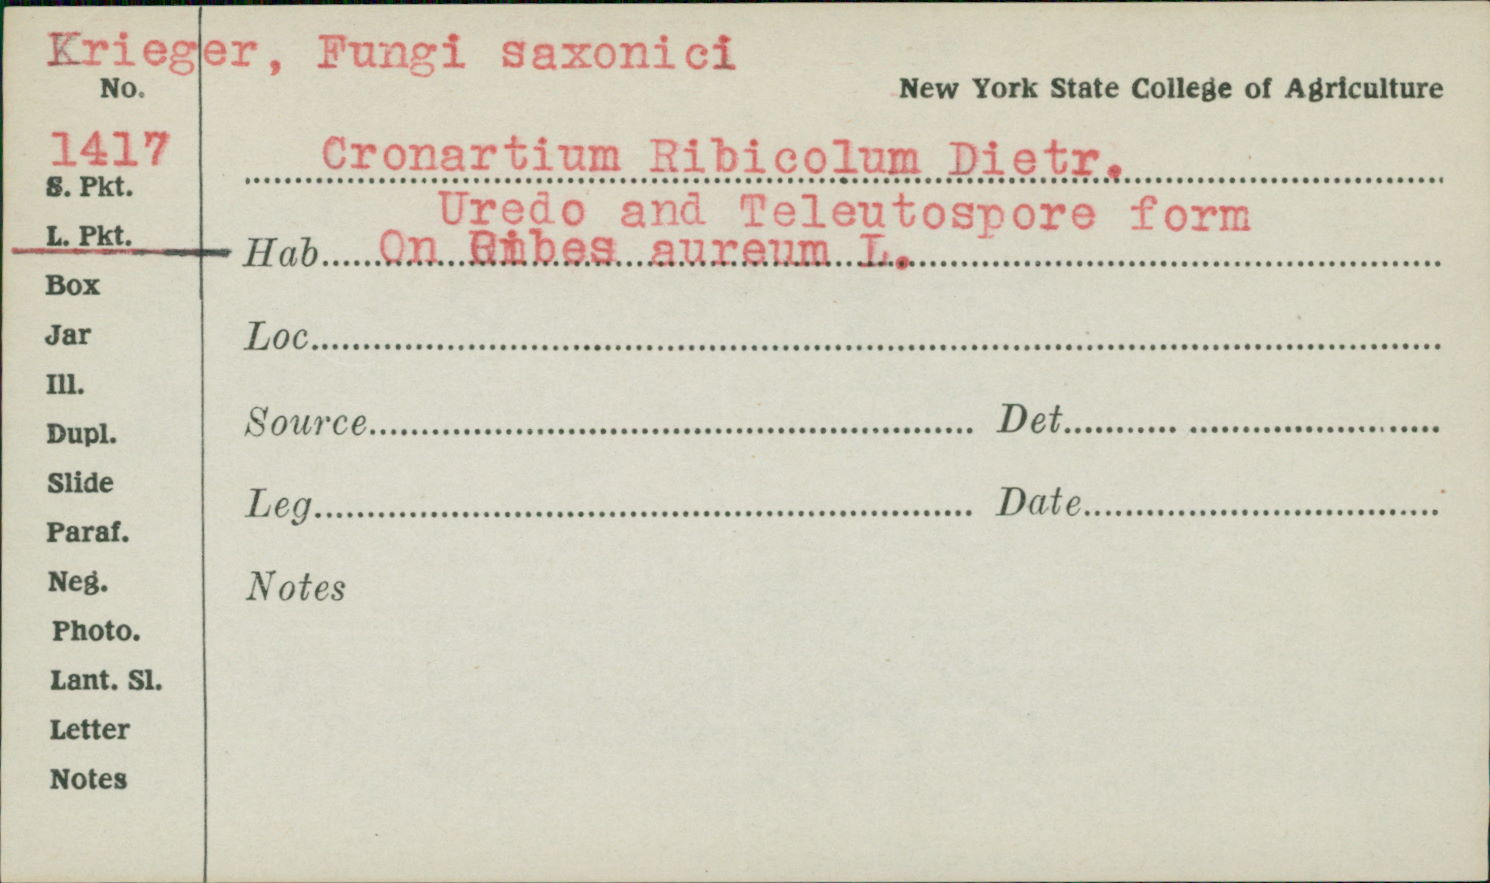 Krieger, Fungi saxonici
No.
New York State College of Agriculture
1417
Cronartium Ribicolum Dietr.
S. Pkt.
Uredo and Teleutospore form
L. Pkt.
Hab. On Ribes aureum L.
Box
Jar
Loc.
Ill.
Dupl.
Source Det.
Slide
Leg. Date
Paraf.
Neg.
Notes
Photo.
Lant. Sl.
Letter
Notes